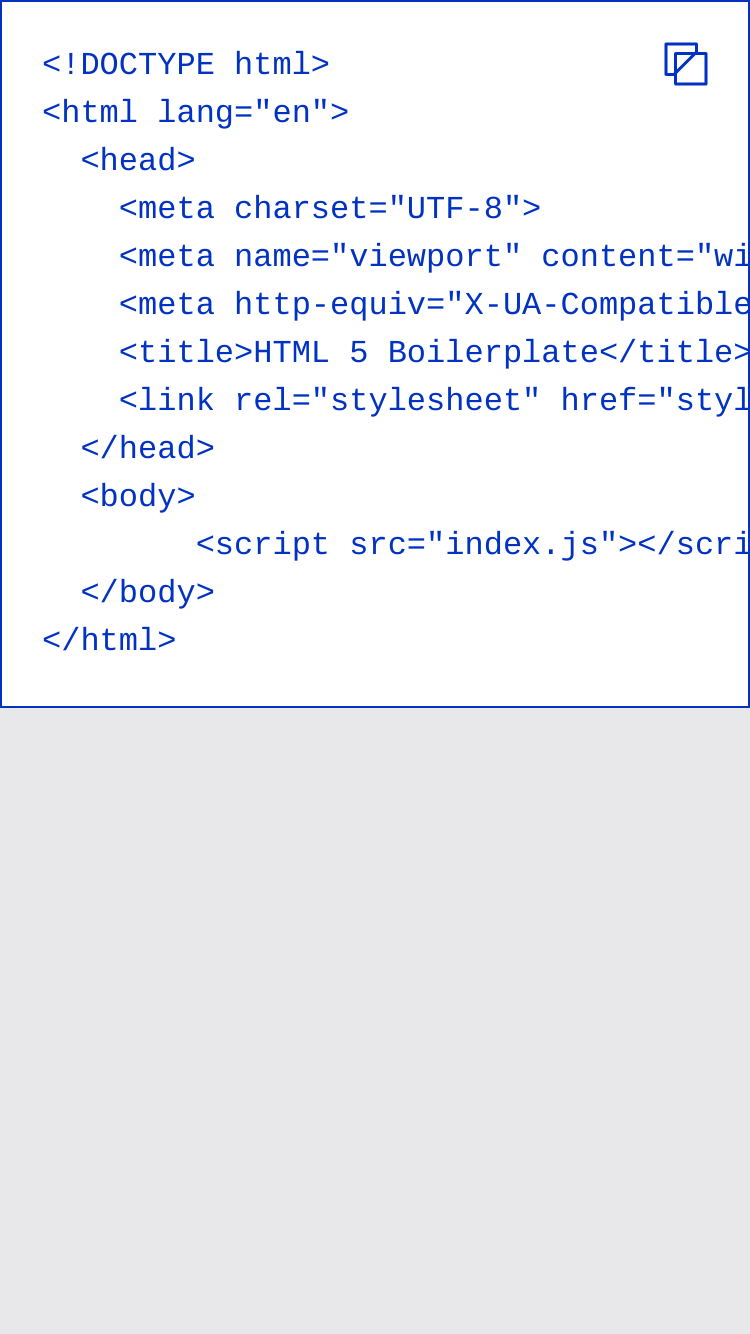 <!DOCTYPE html>
<html lang="en">
  <head>
    <meta charset="UTF-8">
    <meta name="viewport" content="wi
    <meta http-equiv="X-UA-Compatible
    <title>HTML 5 Boilerplate</title>
    <link rel="stylesheet" href="styl
  </head>
  <body>
        <script src="index.js"></scri
  </body>
</html>